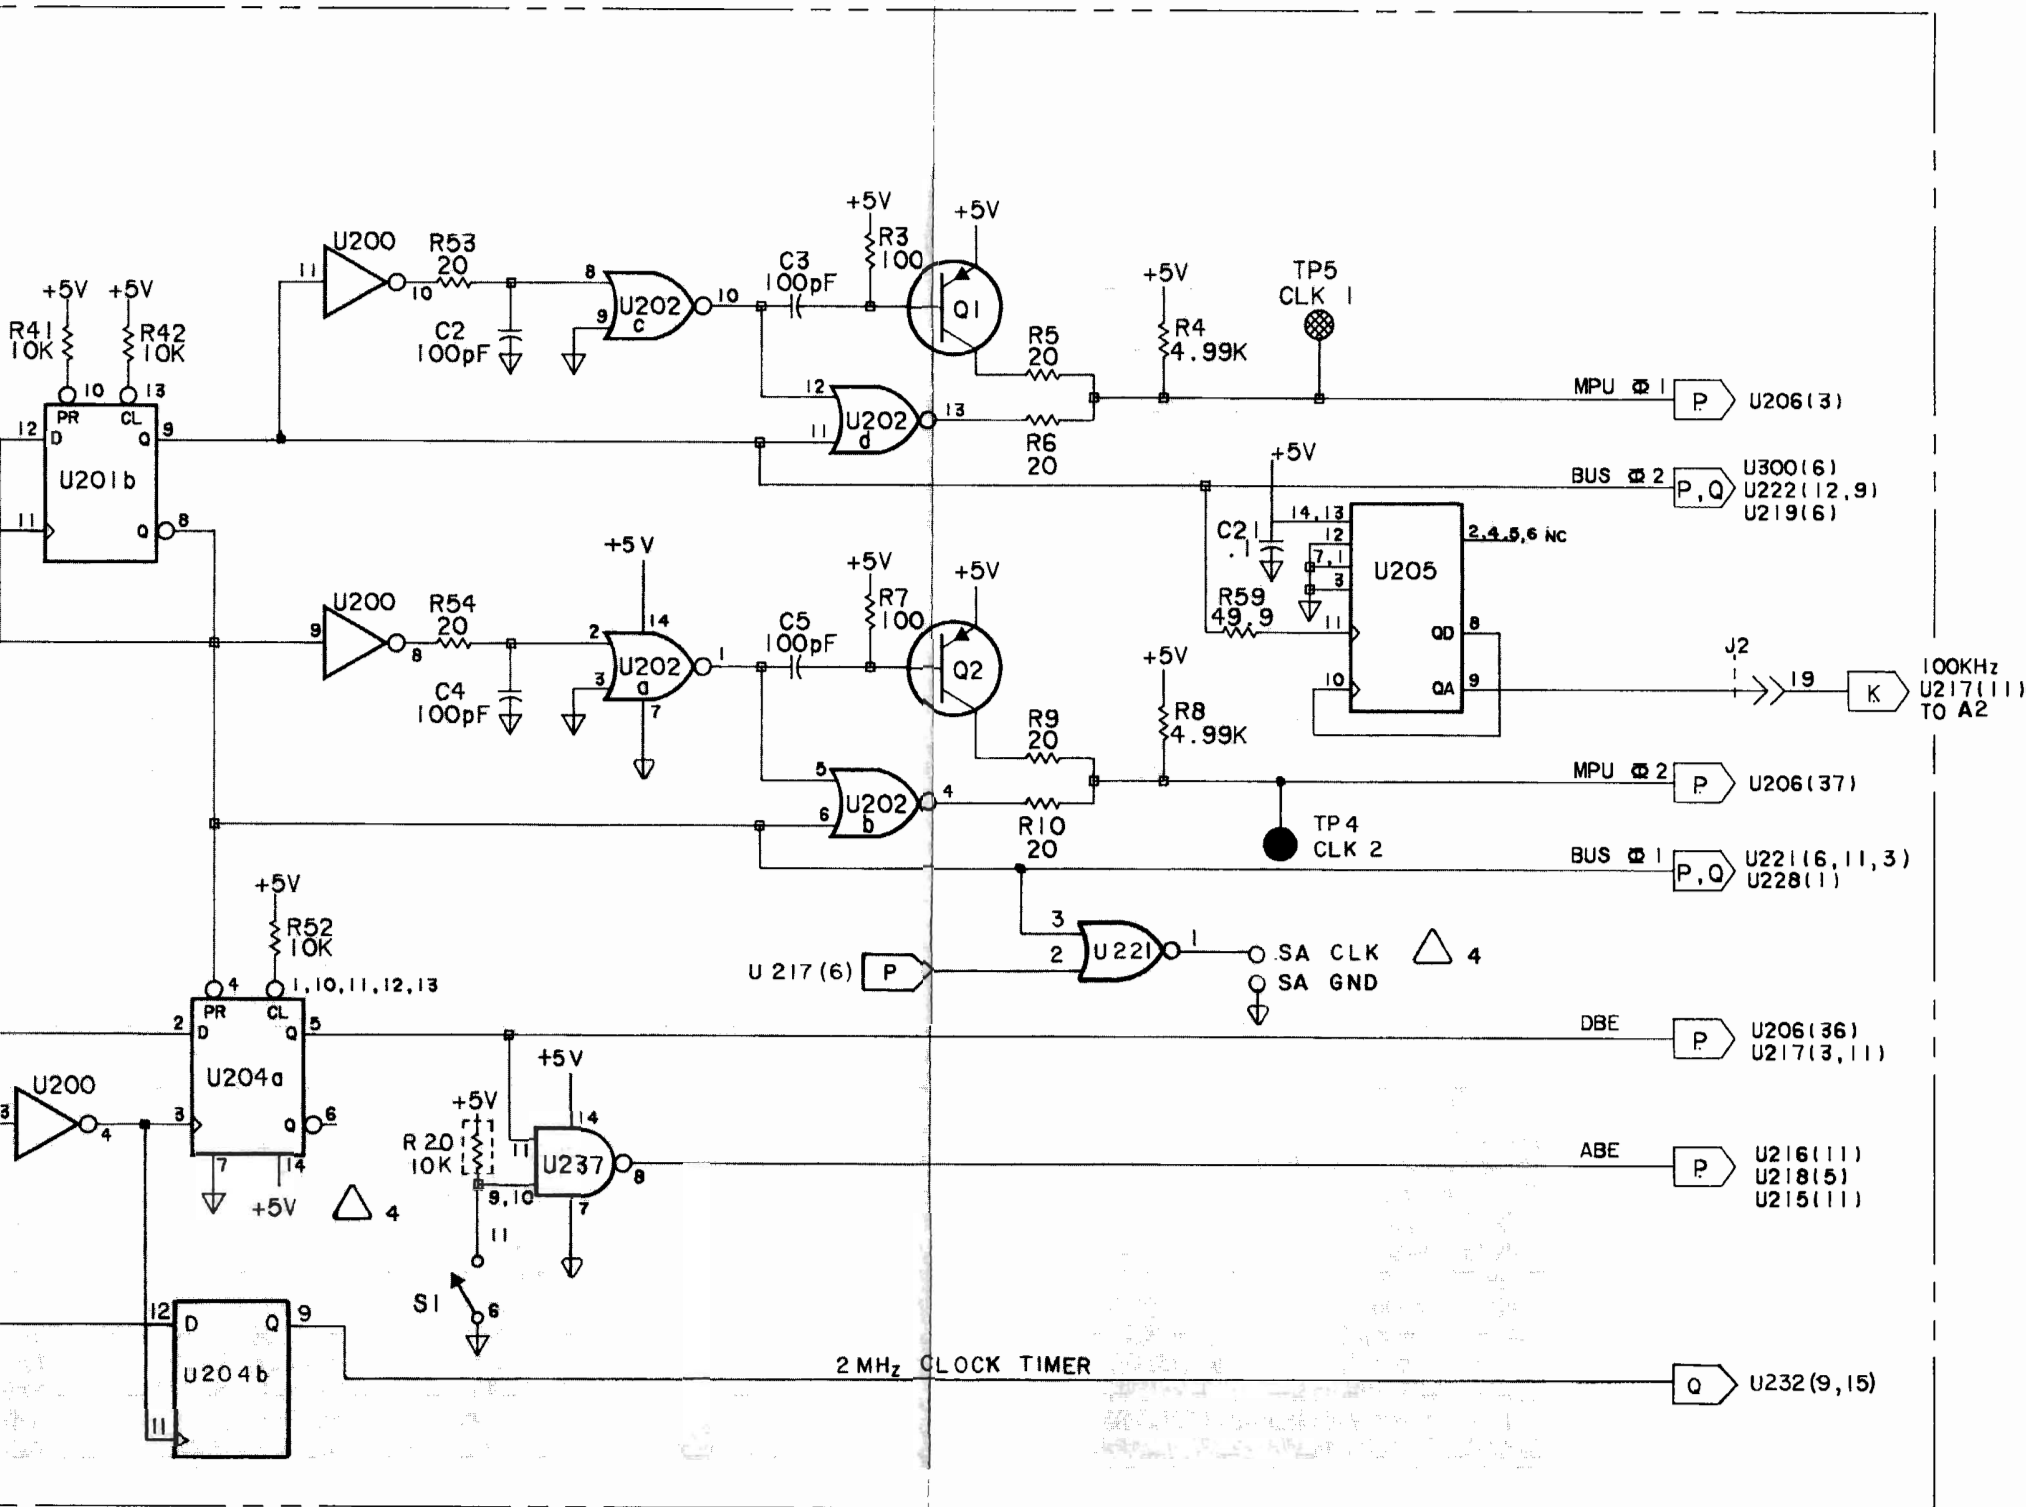 +5V
+5V
U200
R53
20
R3
100
C3
100pF
+5V
+5V
R41
10K
R42
10K
11
10
C2
100pF
8
9
U202
c
10
Q1
+5V
R4
4.99K
TP5
CLK 1
R5
20
10
13
PR
CL
12
D
Q
9
U201b
11
Q
8
12
11
U202
d
13
R6
20
MPU Φ 1
P
U206(3)
+5V
BUS Φ 2
P,Q
U300(6)
U222(12,9)
U219(6)
14,13
12
7,1
3
C21
.1
U205
2,4,5,6 NC
R59
49.9
11
QD
8
10
QA
9
J2
19
K
100KHz
U217(11)
TO A2
+5V
+5V
+5V
U200
R54
20
14
C5
100pF
R7
100
9
8
C4
100pF
2
3
U202
a
1
7
Q2
+5V
R8
4.99K
R9
20
5
6
U202
b
4
R10
20
MPU Φ 2
P
U206(37)
TP4
CLK 2
BUS Φ 1
P,Q
U221(6,11,3)
U228(1)
+5V
R52
10K
3
2
U221
1
SA CLK
4
SA GND
U217(6)
P
4
1,10,11,12,13
PR
CL
2
D
Q
5
U204a
3
Q
6
7
14
+5V
4
DBE
P
U206(36)
U217(3,11)
U200
3
4
+5V
+5V
R20
10K
14
11
U237
8
9,10
7
11
S1
6
ABE
P
U216(11)
U218(5)
U215(11)
12
D
Q
9
U204b
11
2MHz CLOCK TIMER
Q
U232(9,15)